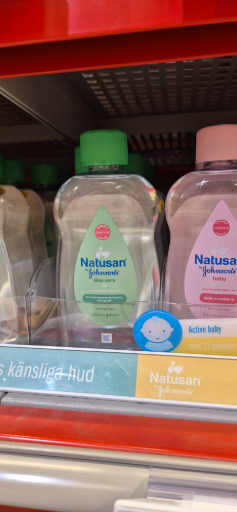 Natusan
by Johnson's
aloe vera
Natusan
by Johnson's
baby
Active baby
s känsliga hud
Natusan
by Johnson's